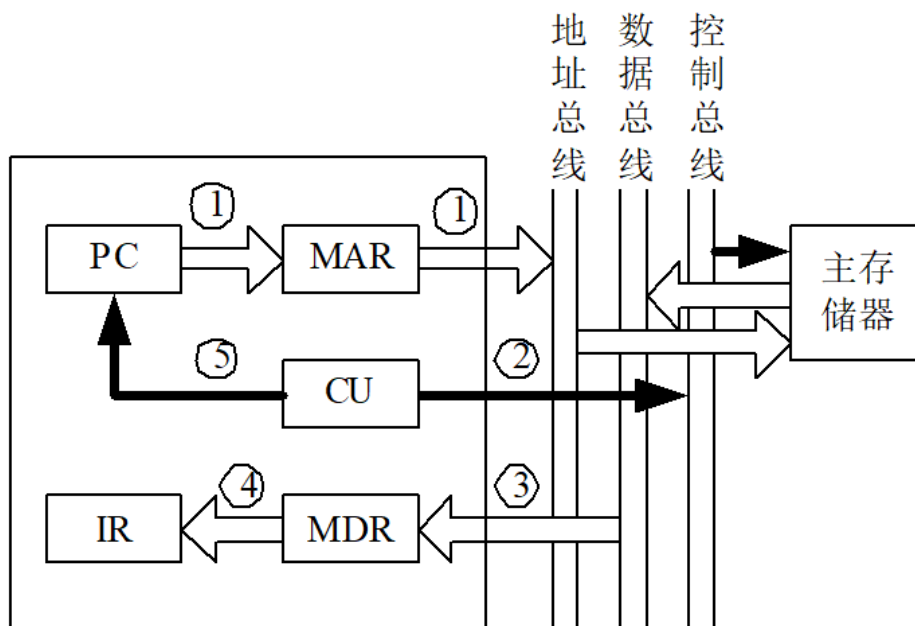 地址总线
数据总线
控制总线
①
①
PC
MAR
主存
储器
⑤
②
CU
④
③
IR
MDR